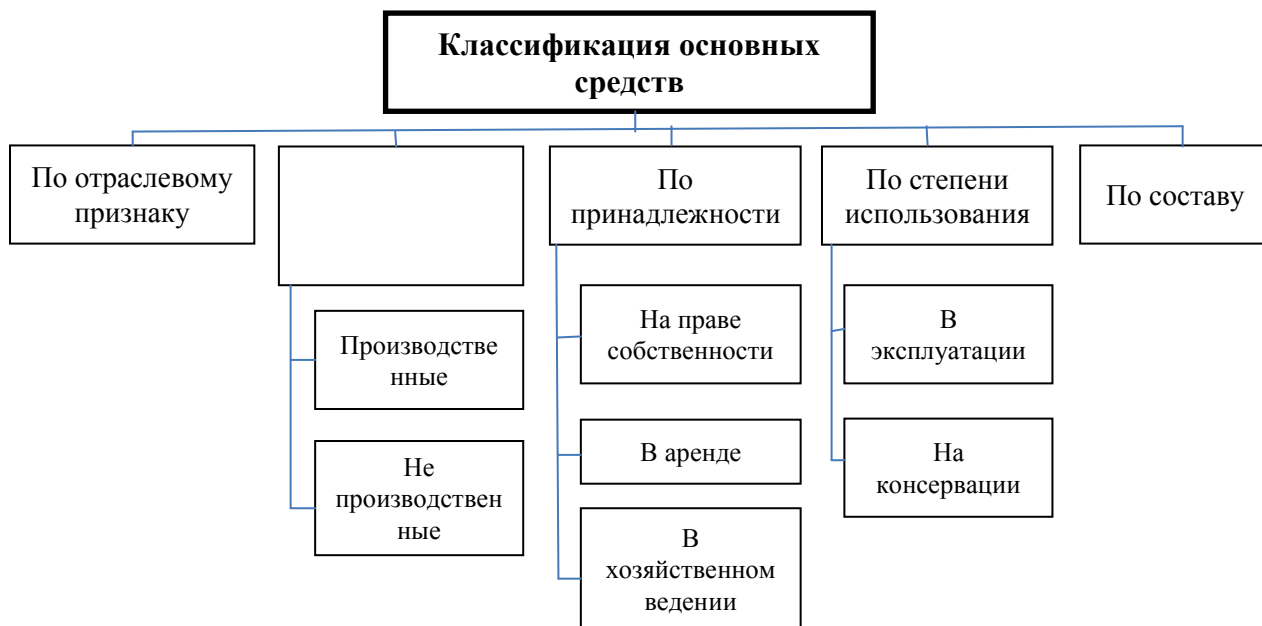 Классификация основных
средств
По отраслевому
признаку
По
принадлежности
По степени
использования
По составу
Производстве
нные
Не
производствен
ные
На праве
собственности
В аренде
В
хозяйственном
ведении
В
эксплуатации
На
консервации